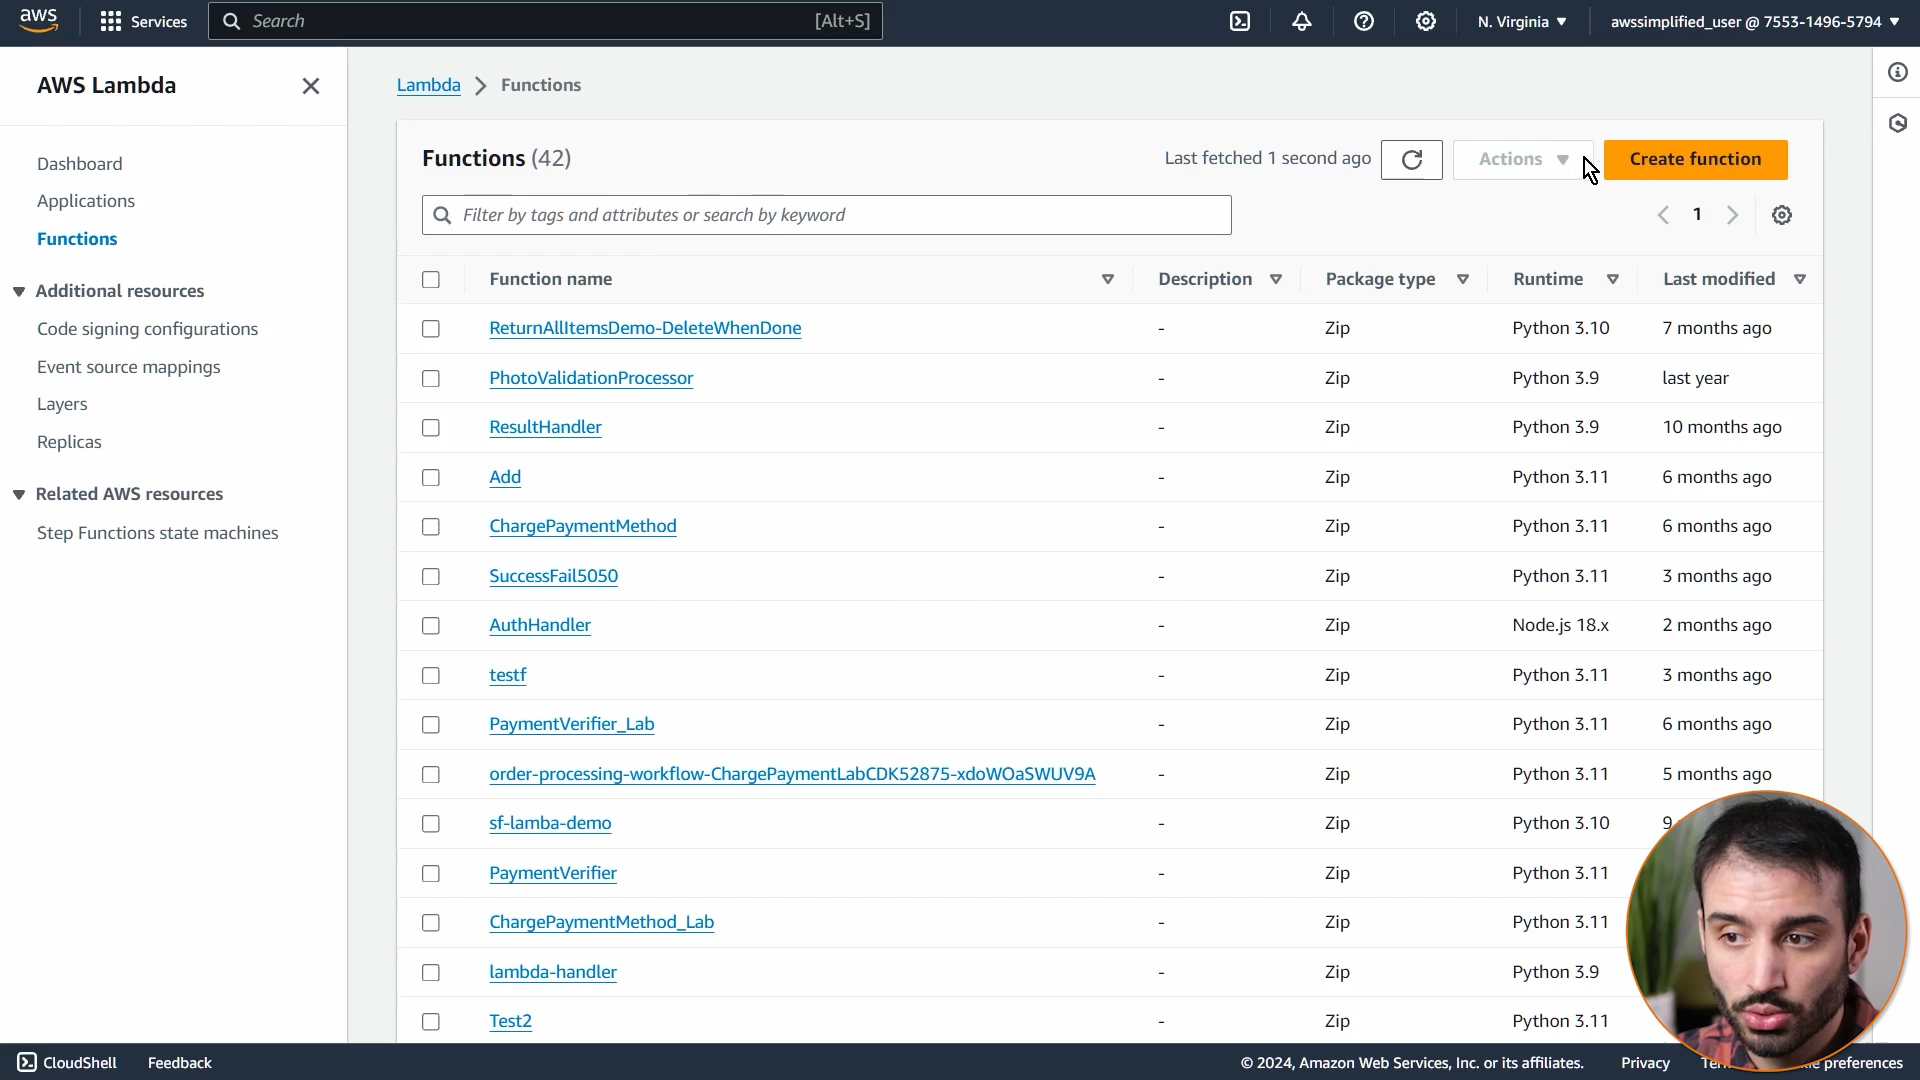 aws Services Search [Alt+S] N. Virginia awssimplified_user @ 7553-1496-5794
AWS Lambda
Dashboard
Applications
Functions
Additional resources
Code signing configurations
Event source mappings
Layers
Replicas
Related AWS resources
Step Functions state machines
Lambda > Functions
Functions (42) Last fetched 1 second ago Actions Create function
Filter by tags and attributes or search by keyword 1
Function name Description Package type Runtime Last modified
ReturnAllItemsDemo-DeleteWhenDone - Zip Python 3.10 7 months ago
PhotoValidationProcessor - Zip Python 3.9 last year
ResultHandler - Zip Python 3.9 10 months ago
Add - Zip Python 3.11 6 months ago
ChargePaymentMethod - Zip Python 3.11 6 months ago
SuccessFail5050 - Zip Python 3.11 3 months ago
AuthHandler - Zip Node.js 18.x 2 months ago
testf - Zip Python 3.11 3 months ago
PaymentVerifier_Lab - Zip Python 3.11 6 months ago
order-processing-workflow-ChargePaymentLabCDK52875-xdoWOaSWUV9A - Zip Python 3.11 5 months ago
sf-lamba-demo - Zip Python 3.10 9
PaymentVerifier - Zip Python 3.11
ChargePaymentMethod_Lab - Zip Python 3.11
lambda-handler - Zip Python 3.9
Test2 - Zip Python 3.11
CloudShell Feedback © 2024, Amazon Web Services, Inc. or its affiliates. Privacy preferences